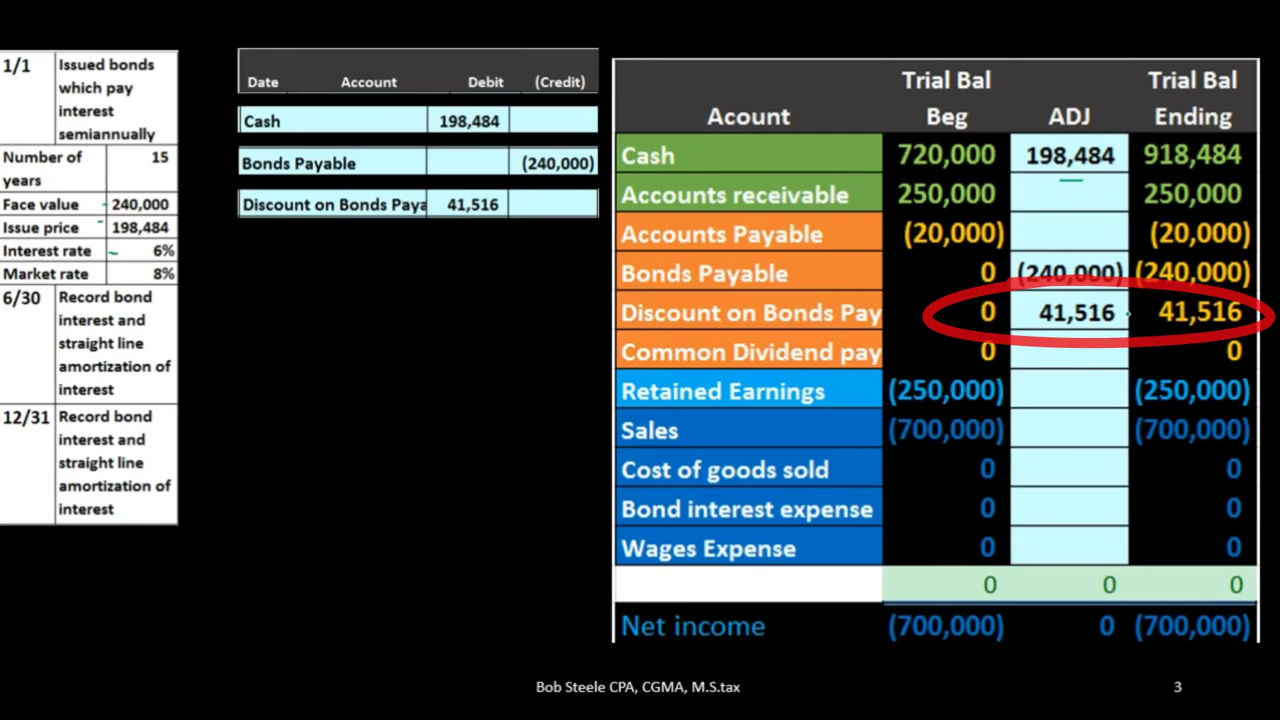 1/1 Issued bonds
which pay
interest
semiannually
Number of 15
years
Face value 240,000
Issue price 198,484
Interest rate 6%
Market rate 8%
6/30 Record bond
interest and
straight line
amortization of
interest
12/31 Record bond
interest and
straight line
amortization of
interest
Date Account Debit (Credit)
Cash 198,484
Bonds Payable (240,000)
Discount on Bonds Paya 41,516
Trial Bal Trial Bal
Acount Beg ADJ Ending
Cash 720,000 198,484 918,484
Accounts receivable 250,000 250,000
Accounts Payable (20,000) (20,000)
Bonds Payable 0 (240,000) (240,000)
Discount on Bonds Pay 0 41,516 41,516
Common Dividend pay 0 0
Retained Earnings (250,000) (250,000)
Sales (700,000) (700,000)
Cost of goods sold 0 0
Bond interest expense 0 0
Wages Expense 0 0
0 0 0
Net income (700,000) 0 (700,000)
Bob Steele CPA, CGMA, M.S.tax 3